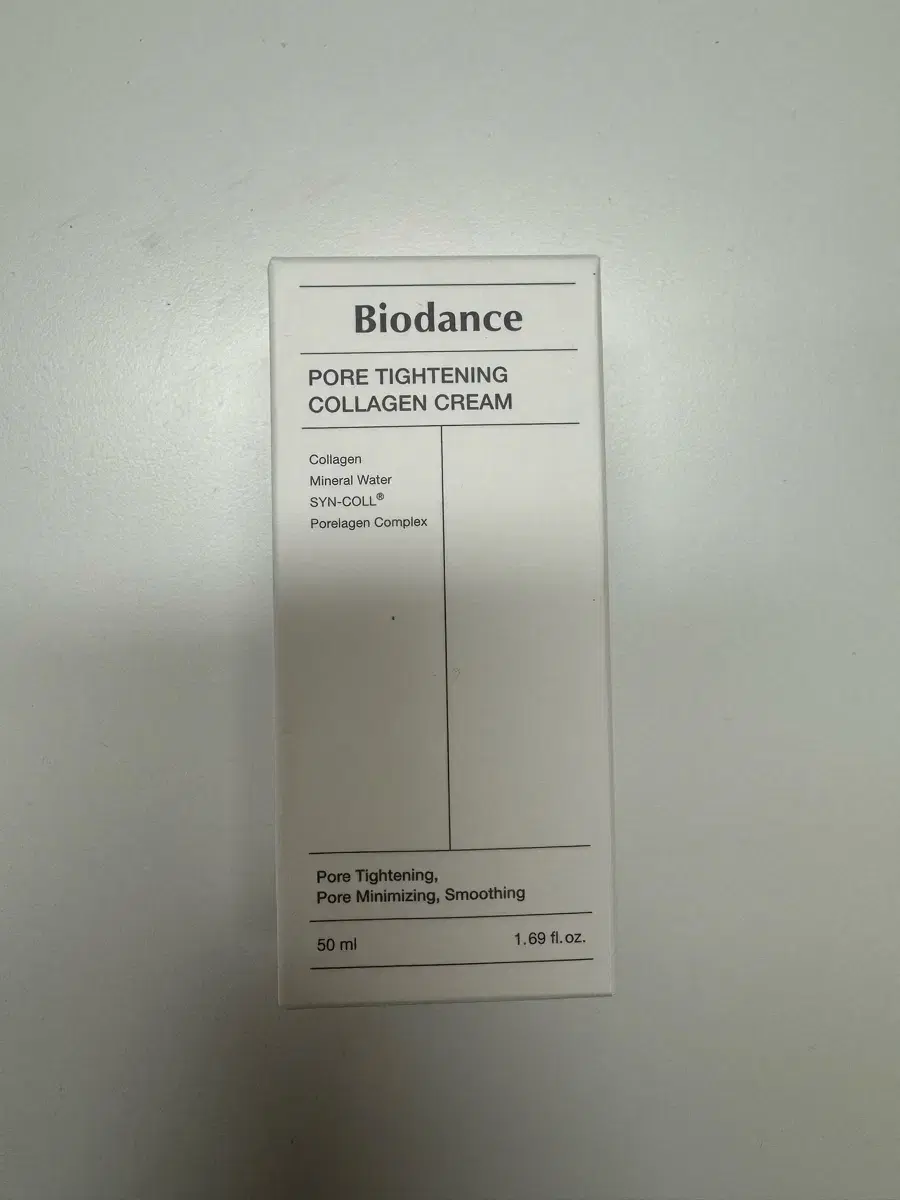 Biodance
PORE TIGHTENING
COLLAGEN CREAM
Collagen
Mineral Water
SYN-COLL®
Porelagen Complex
Pore Tightening,
Pore Minimizing, Smoothing
50 ml
1.69 fl.oz.